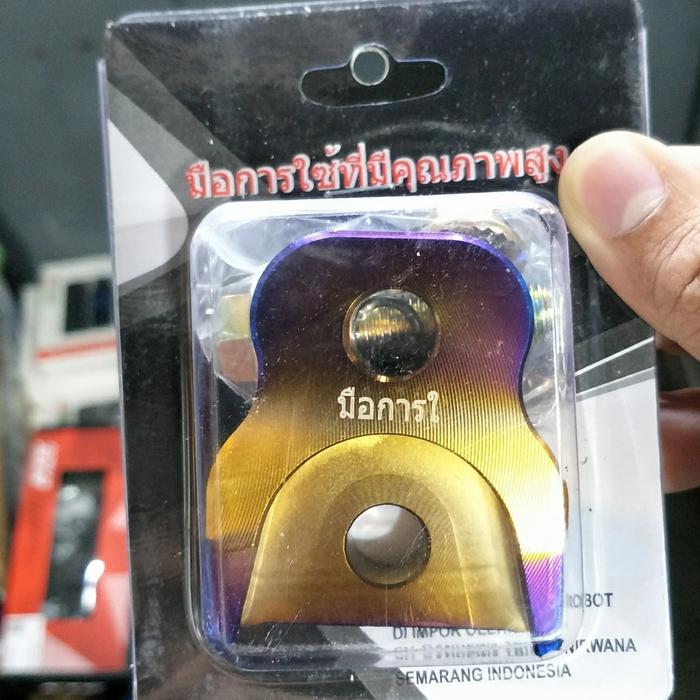 มือการใช้ที่มีคุณภาพสูง
มือการใ
ROBOT
DI IMPOR OLEH
NIRWANA
SEMARANG INDONESIA